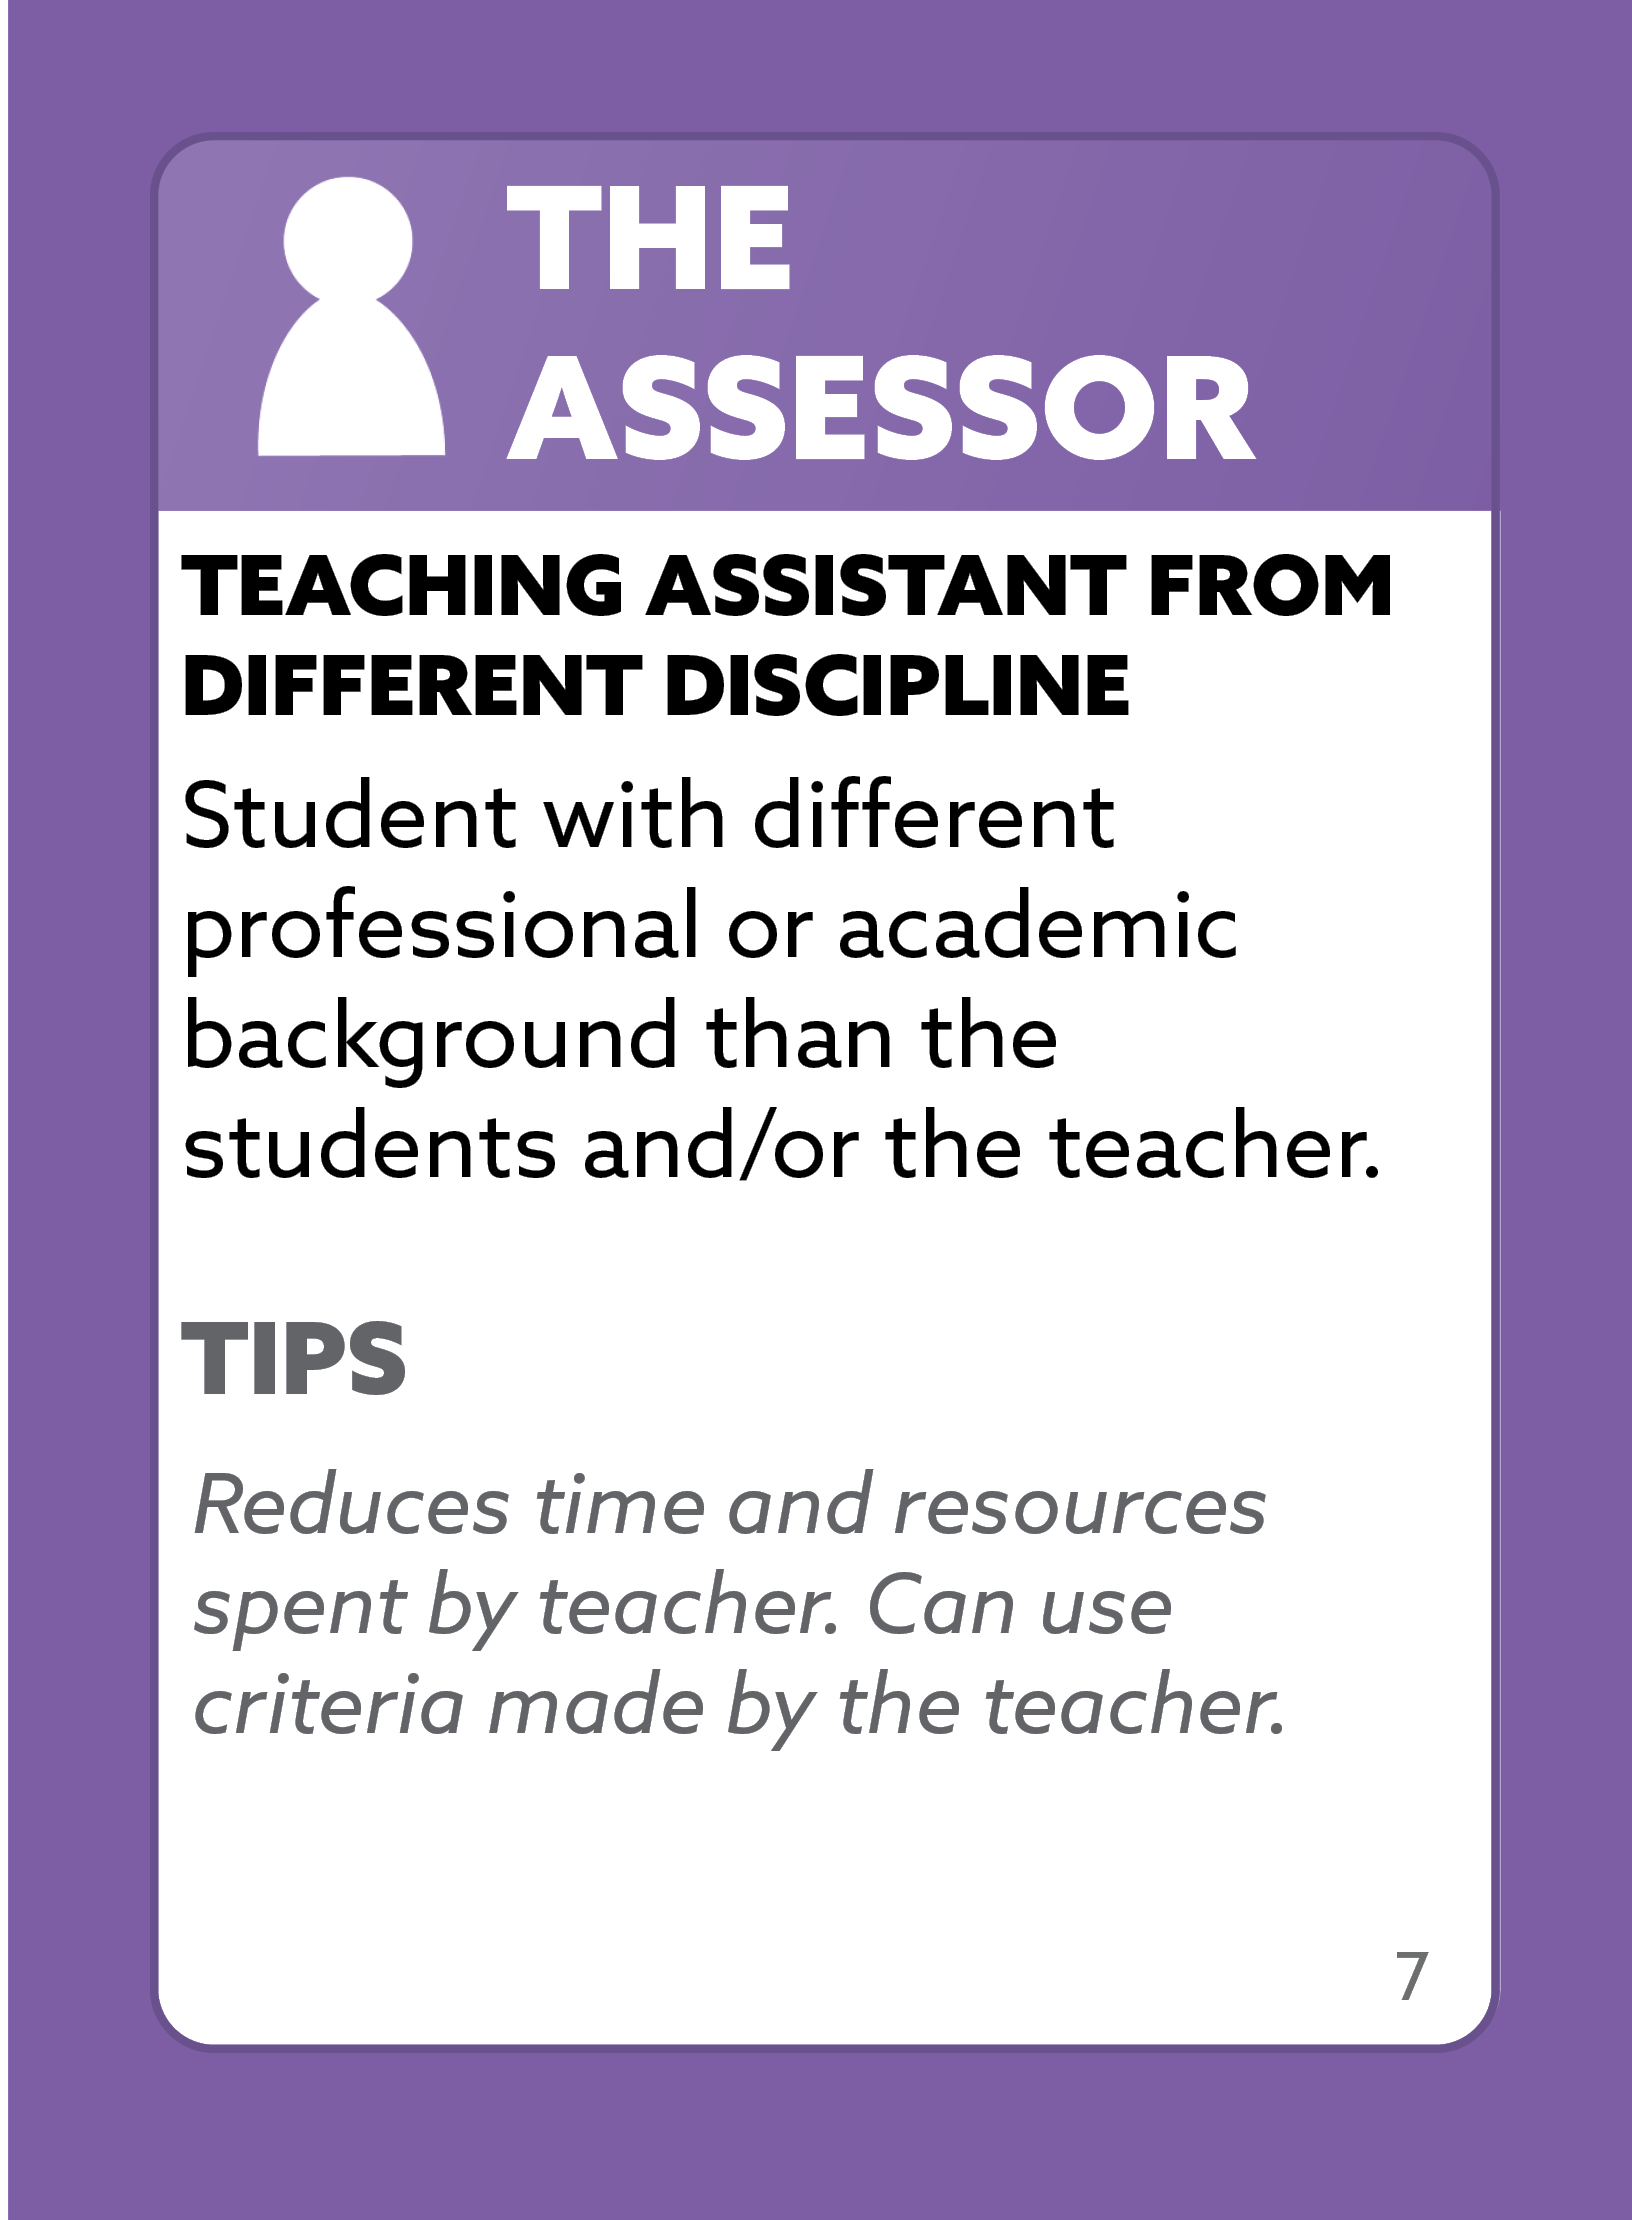 THE
ASSESSOR
TEACHING ASSISTANT FROM
DIFFERENT DISCIPLINE
Student with different
professional or academic
background than the
students and/or the teacher.
TIPS
Reduces time and resources
spent by teacher. Can use
criteria made by the teacher.
7